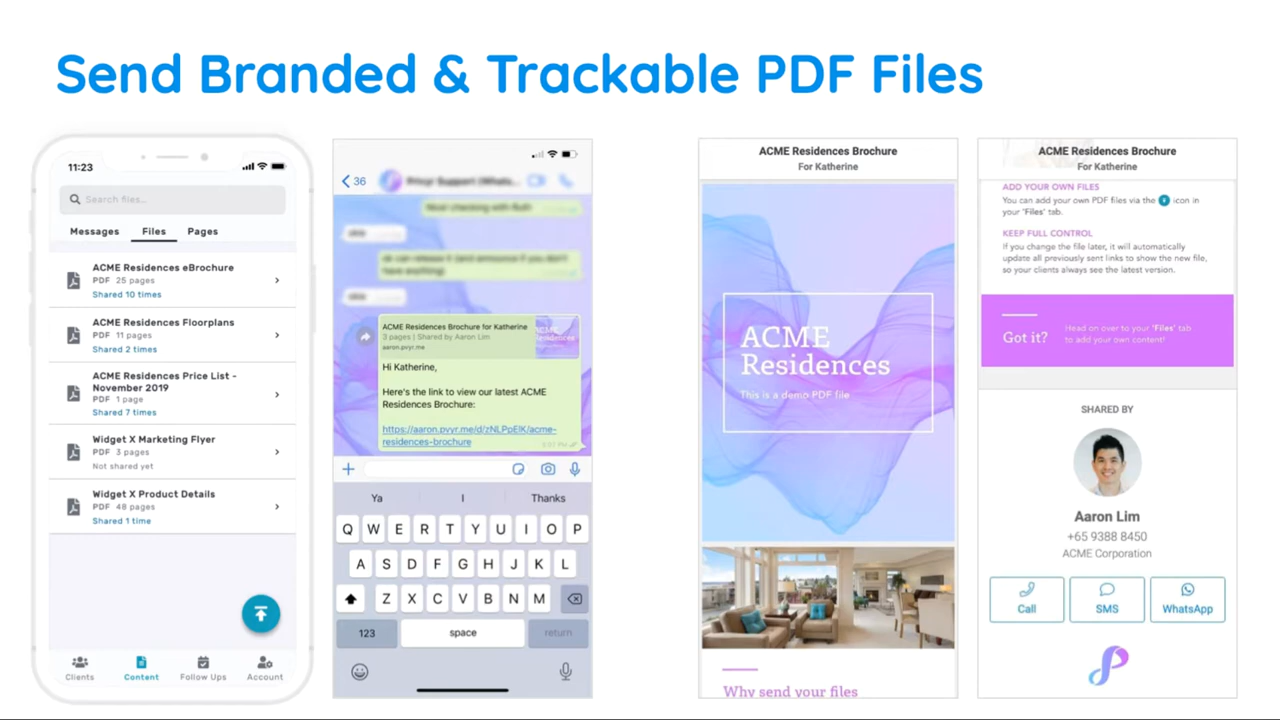 Send Branded & Trackable PDF Files
11:23
Search files...
Messages Files Pages
ACME Residences eBrochure
PDF 25 pages
Shared 10 times
ACME Residences Floorplans
PDF 11 pages
Shared 2 times
ACME Residences Price List -
November 2019
PDF 1 page
Shared 7 times
Widget X Marketing Flyer
PDF 3 pages
Not shared yet
Widget X Product Details
PDF 48 pages
Shared 1 time
Clients Content Follow Ups Account
36
ACME Residences Brochure for Katherine
3 pages | Shared by Aaron Lim
aaron.pvyr.me
ACME
Residences
Hi Katherine,
Here's the link to view our latest ACME
Residences Brochure:
https://aaron.pvyr.me/d/zNLPpElK/acme-
residences-brochure
Ya I Thanks
Q W E R T Y U I O P
A S D F G H J K L
Z X C V B N M
123 space return
ACME Residences Brochure
For Katherine
ACME
Residences
This is a demo PDF file
Why send your files
ACME Residences Brochure
For Katherine
ADD YOUR OWN FILES
You can add your own PDF files via the icon in
your 'Files' tab.
KEEP FULL CONTROL
If you change the file later, it will automatically
update all previously sent links to show the new file,
so your clients always see the latest version.
Got it?
Head on over to your 'Files' tab
to add your own content!
SHARED BY
Aaron Lim
+65 9388 8450
ACME Corporation
Call SMS WhatsApp